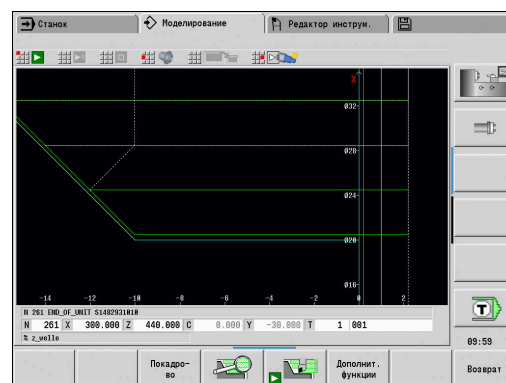 Станок
Моделирование
Редактор инструм.
X
ø32
ø28
ø24
ø20
ø16
-14 -12 -10 -8 -6 -4 -2 0 2
N 261 END_OF_UNIT S1402931010
N 261 X 300.000 Z 440.000 C 0.000 Y -30.000 T 1 001
% z_welle
T
09:59
Покадро-
во
Дополнит.
функции
Возврат